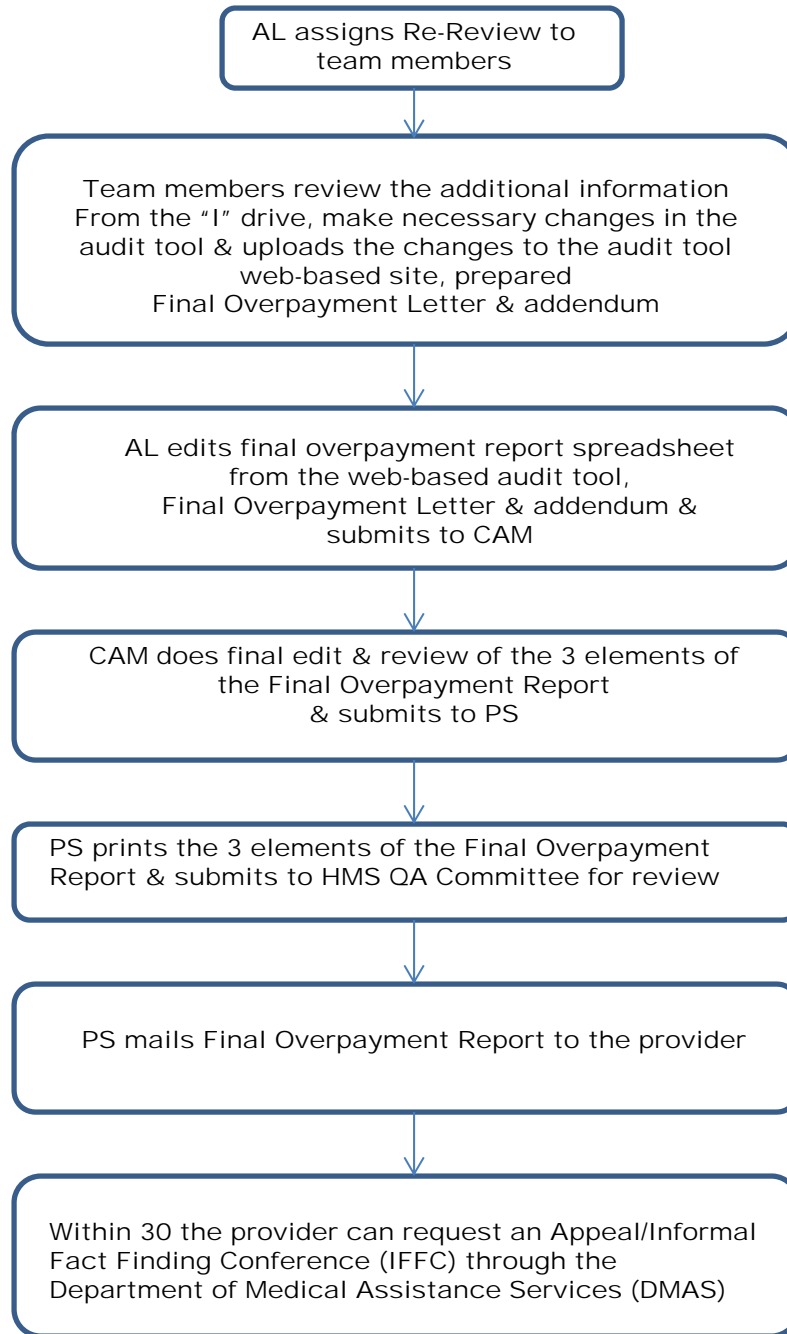 AL assigns Re-Review to
team members
Team members review the additional information
From the “I” drive, make necessary changes in the
audit tool & uploads the changes to the audit tool
web-based site, prepared
Final Overpayment Letter & addendum
AL edits final overpayment report spreadsheet
from the web-based audit tool,
Final Overpayment Letter & addendum &
submits to CAM
CAM does final edit & review of the 3 elements of
the Final Overpayment Report
& submits to PS
PS prints the 3 elements of the Final Overpayment
Report & submits to HMS QA Committee for review
PS mails Final Overpayment Report to the provider
Within 30 the provider can request an Appeal/Informal
Fact Finding Conference (IFFC) through the
Department of Medical Assistance Services (DMAS)